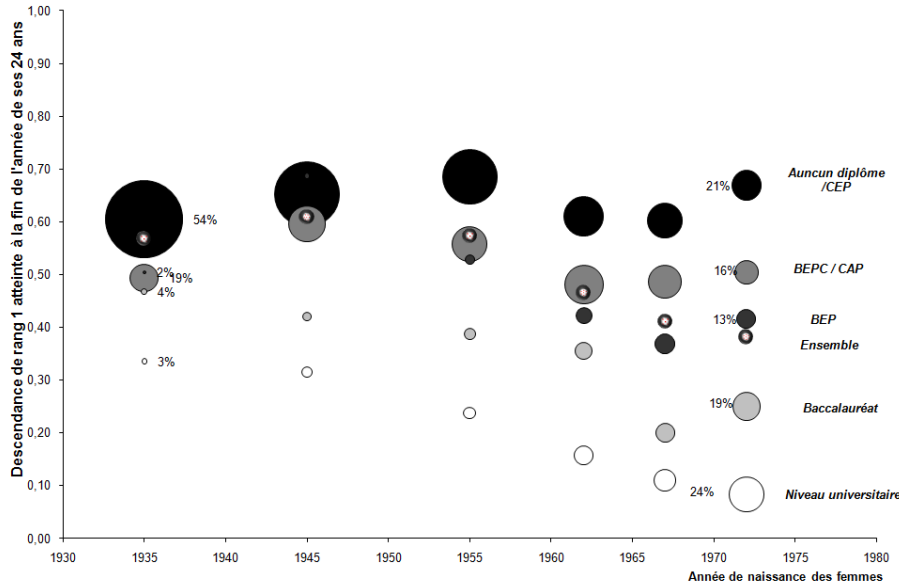 Descendance de rang 1 atteinte à la fin de l'année de ses 24 ans
1,00
0,90
0,80
0,70
0,60
0,50
0,40
0,30
0,20
0,10
0,00
54%
2%
19%
4%
3%
21%
16%
13%
19%
24%
Auncun diplôme
/CEP
BEPC / CAP
BEP
Ensemble
Baccalauréat
Niveau universitaire
1930 1935 1940 1945 1950 1955 1960 1965 1970 1975 1980
Année de naissance des femmes